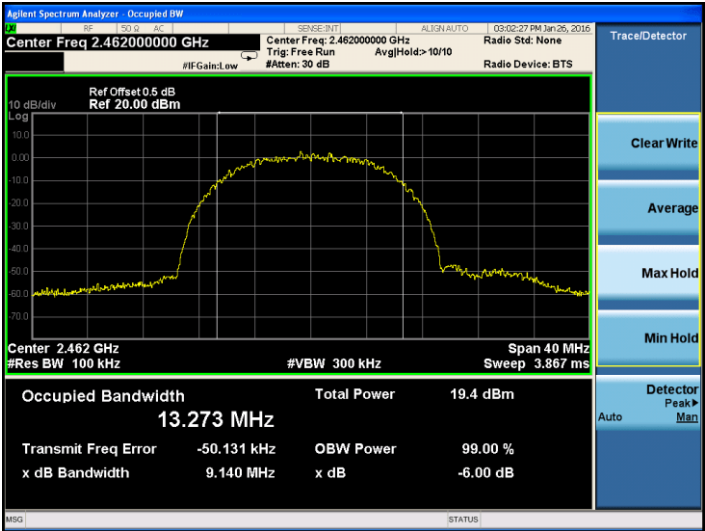 Agilent Spectrum Analyzer - Occupied BW
RF 50 Ω AC SENSE:INT ALIGN AUTO 03:02:27 PM Jan 26, 2016
Center Freq 2.462000000 GHz
Center Freq: 2.462000000 GHz
Radio Std: None
Trig: Free Run Avg|Hold:> 10/10
#IFGain:Low
#Atten: 30 dB
Radio Device: BTS
Trace/Detector
Ref Offset 0.5 dB
10 dB/div Ref 20.00 dBm
Log
10.0
0.00
-10.0
-20.0
-30.0
-40.0
-50.0
-60.0
-70.0
Center 2.462 GHz Span 40 MHz
#Res BW 100 kHz #VBW 300 kHz Sweep 3.867 ms
Occupied Bandwidth Total Power 19.4 dBm
13.273 MHz
Transmit Freq Error -50.131 kHz OBW Power 99.00 %
x dB Bandwidth 9.140 MHz x dB -6.00 dB
Clear Write
Average
Max Hold
Min Hold
Detector
Peak▶
Auto Man
MSG STATUS